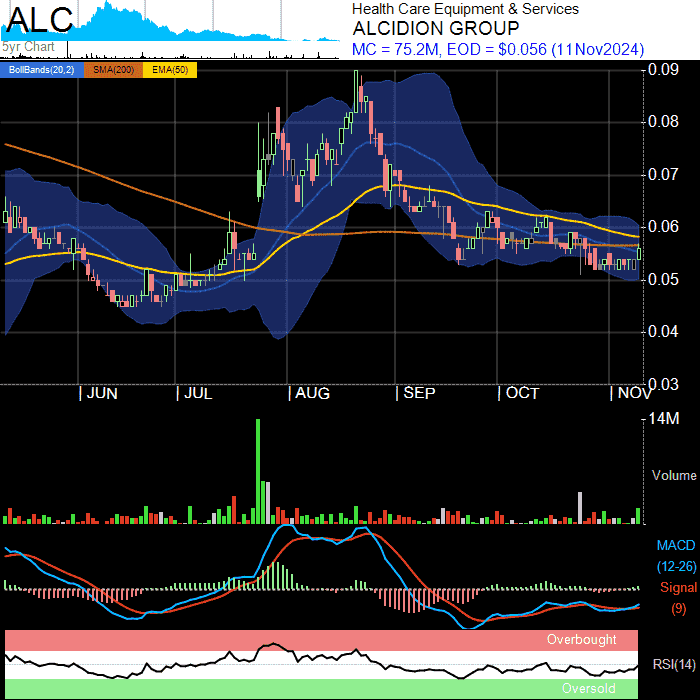 ALC
5yr Chart
Health Care Equipment & Services
ALCIDION GROUP
MC = 75.2M, EOD = $0.056 (11Nov2024)
BollBands(20,2) SMA(200) EMA(50)
0.09
0.08
0.07
0.06
0.05
0.04
0.03
| JUN | JUL | AUG | SEP | OCT | NOV
14M
Volume
MACD
(12-26)
Signal
(9)
Overbought
RSI(14)
Oversold